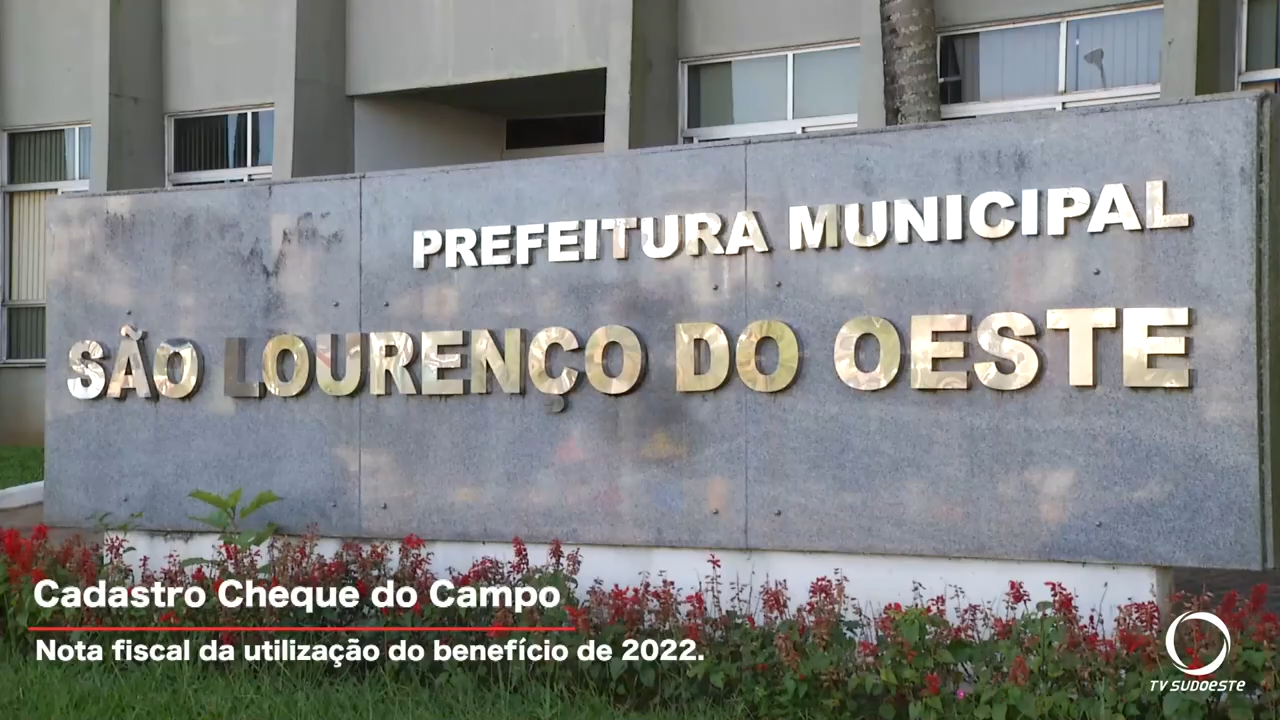 PREFEITURA MUNICIPAL
SÃO LOURENÇO DO OESTE
Cadastro Cheque do Campo
Nota fiscal da utilização do benefício de 2022.
TV SUDOESTE